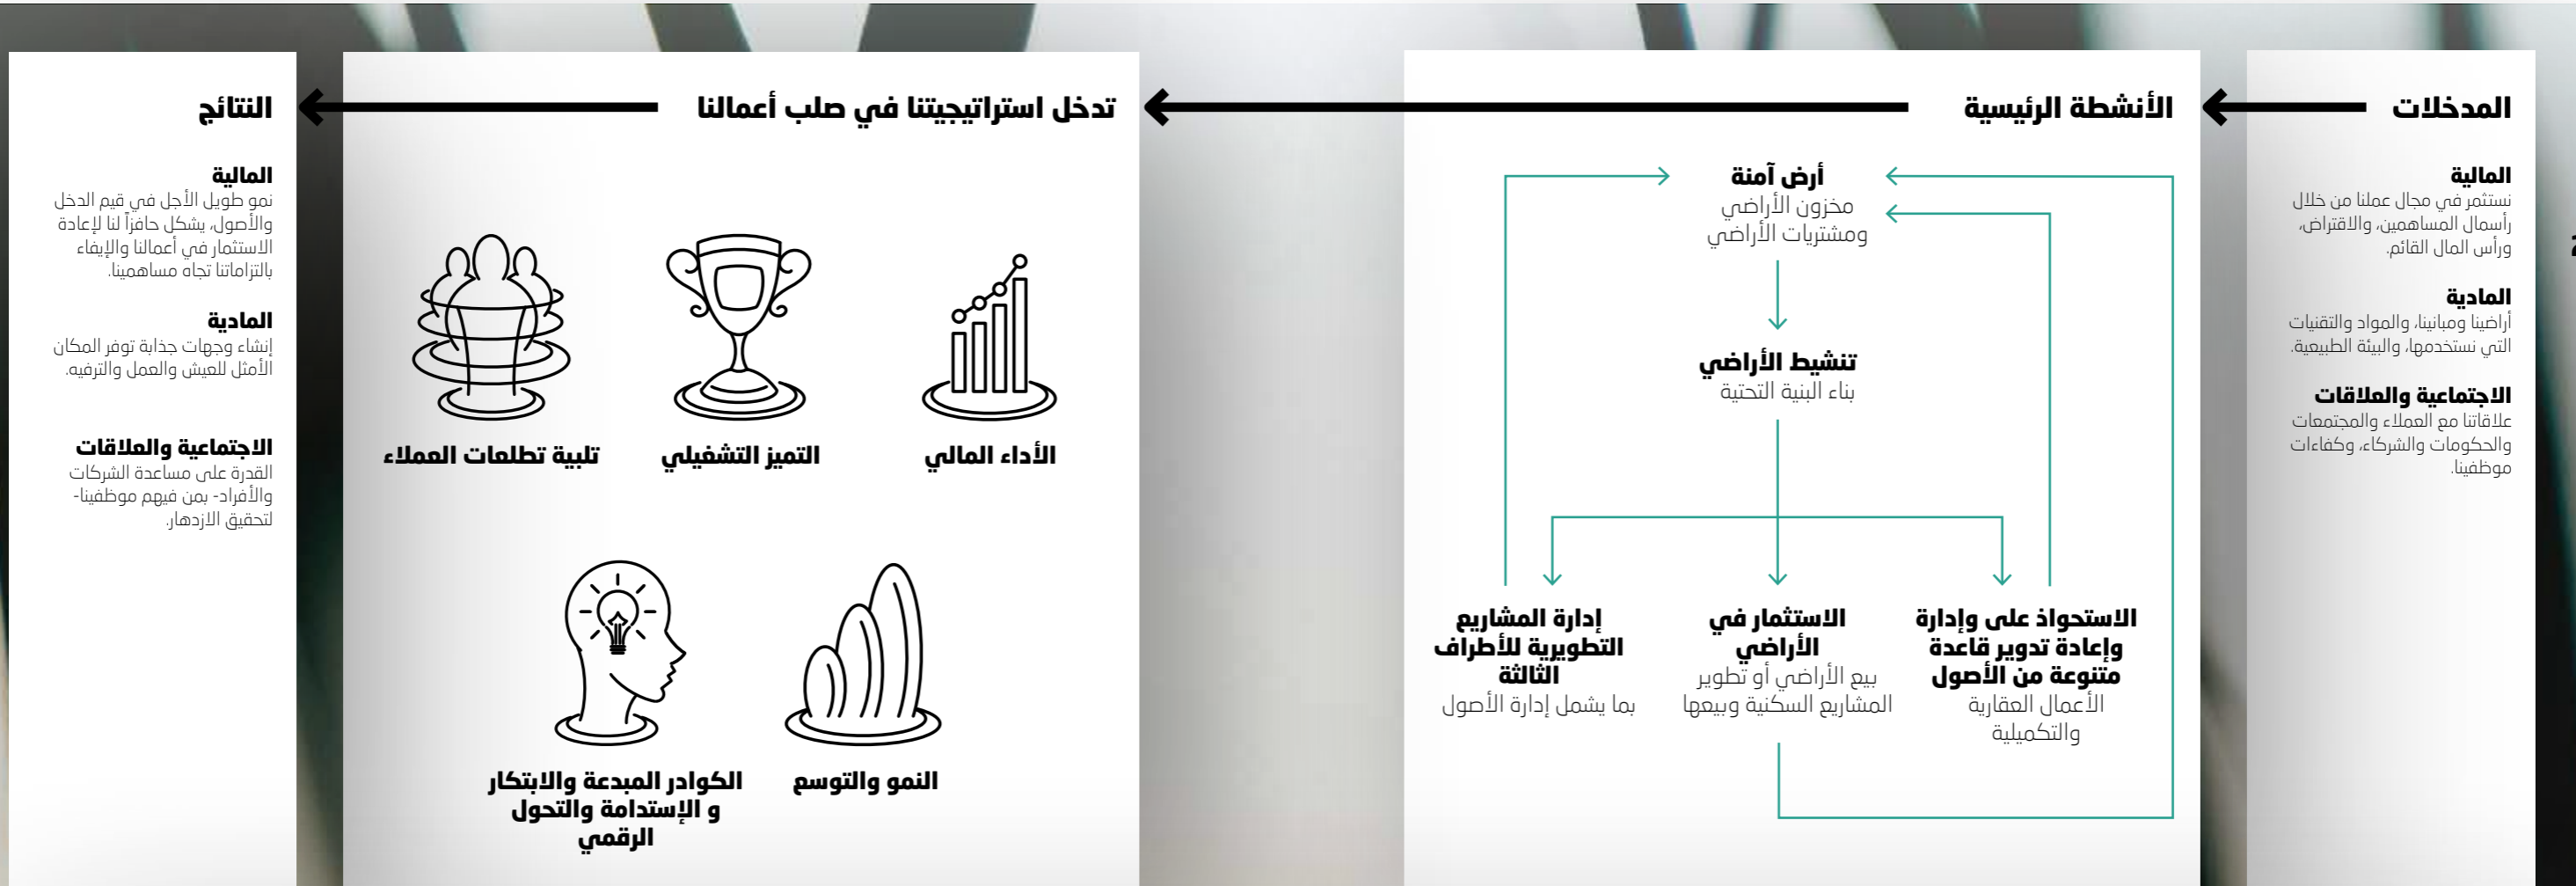 المدخلات
المالية
نستثمر في مجال عملنا من خلال
رأسمال المساهمين، والاقتراض،
ورأس المال القائم.
المادية
أراضينا ومبانينا، والمواد والتقنيات
التي نستخدمها، والبيئة الطبيعية.
الاجتماعية والعلاقات
علاقاتنا مع العملاء والمجتمعات
والحكومات والشركاء، وكفاءات
موظفينا.
الأنشطة الرئيسية
أرض آمنة
مخزون الأراضي
ومشتريات الأراضي
تنشيط الأراضي
بناء البنية التحتية
الاستحواذ على وإدارة
وإعادة تدوير قاعدة
متنوعة من الأصول
الأعمال العقارية
والتكميلية
الاستثمار في
الأراضي
بيع الأراضي أو تطوير
المشاريع السكنية وبيعها
إدارة المشاريع
التطويرية للأطراف
الثالثة
بما يشمل إدارة الأصول
تدخل استراتيجيتنا في صلب أعمالنا
الأداء المالي
التميز التشغيلي
تلبية تطلعات العملاء
النمو والتوسع
الكوادر المبدعة والابتكار
و الإستدامة والتحول
الرقمي
النتائج
المالية
نمو طويل الأجل في قيم الدخل
والأصول، يشكل حافزاً لنا لإعادة
الاستثمار في أعمالنا والإيفاء
بالتزاماتنا تجاه مساهمينا.
المادية
إنشاء وجهات جذابة توفر المكان
الأمثل للعيش والعمل والترفيه.
الاجتماعية والعلاقات
القدرة على مساعدة الشركات
والأفراد- بمن فيهم موظفينا-
لتحقيق الازدهار.